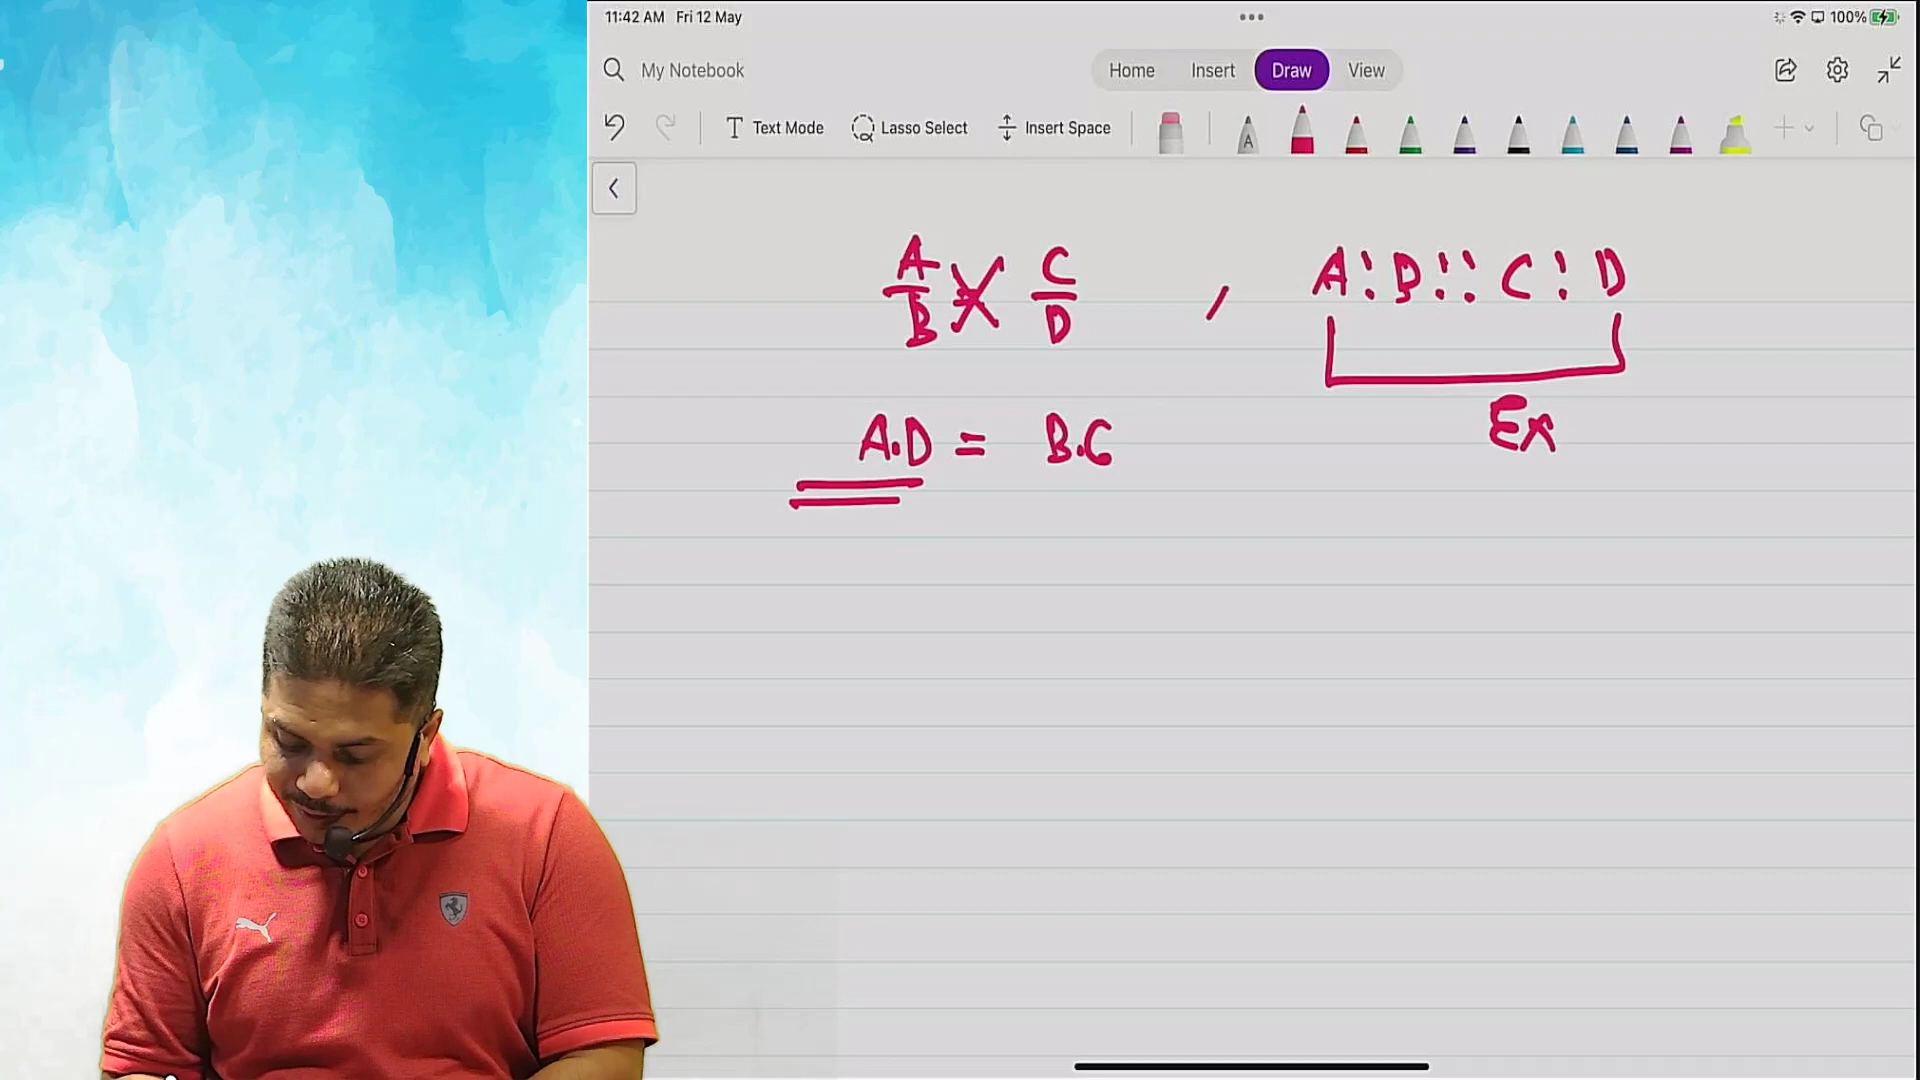 11:42 AM Fri 12 May
100%
My Notebook
Home Insert Draw View
Text Mode Lasso Select Insert Space
A
A/B = C/D , A:B::C:D
Ex
A.D = B.C